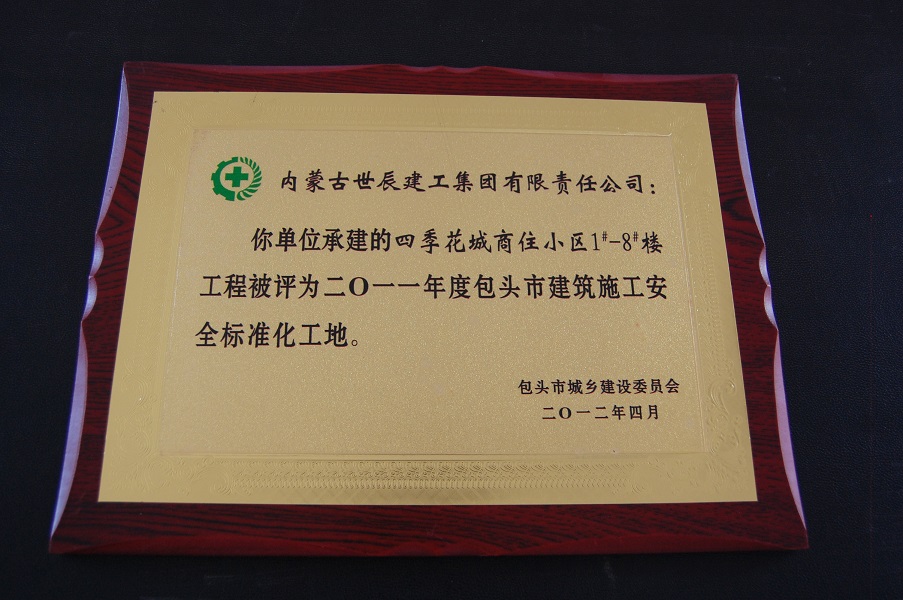 内蒙古世辰建工集团有限责任公司：
你单位承建的四季花城商住小区1#-8#楼
工程被评为二〇一一年度包头市建筑施工安
全标准化工地。
包头市城乡建设委员会
二〇一二年四月